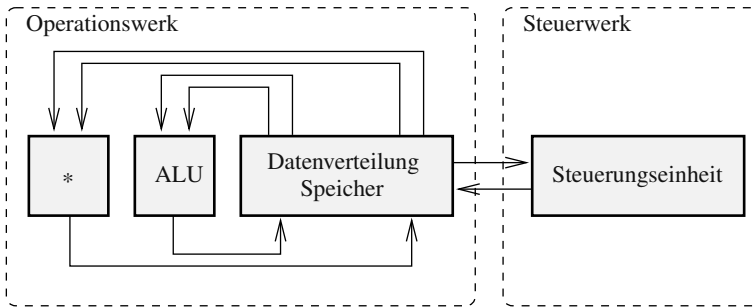 Operationswerk
Steuerwerk
*
ALU
Datenverteilung
Speicher
Steuerungseinheit